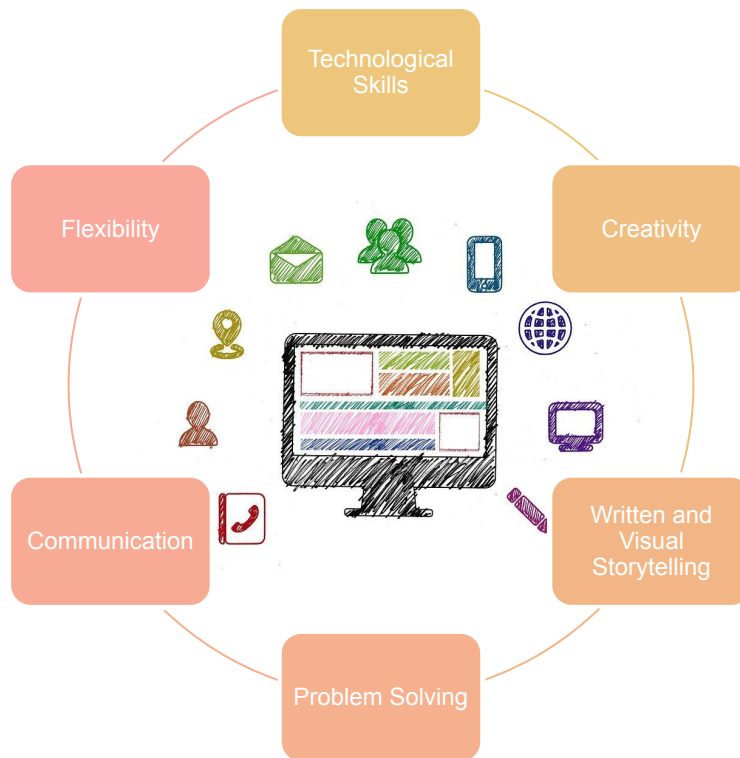 Technological
Skills
Creativity
Written and
Visual
Storytelling
Problem Solving
Communication
Flexibility